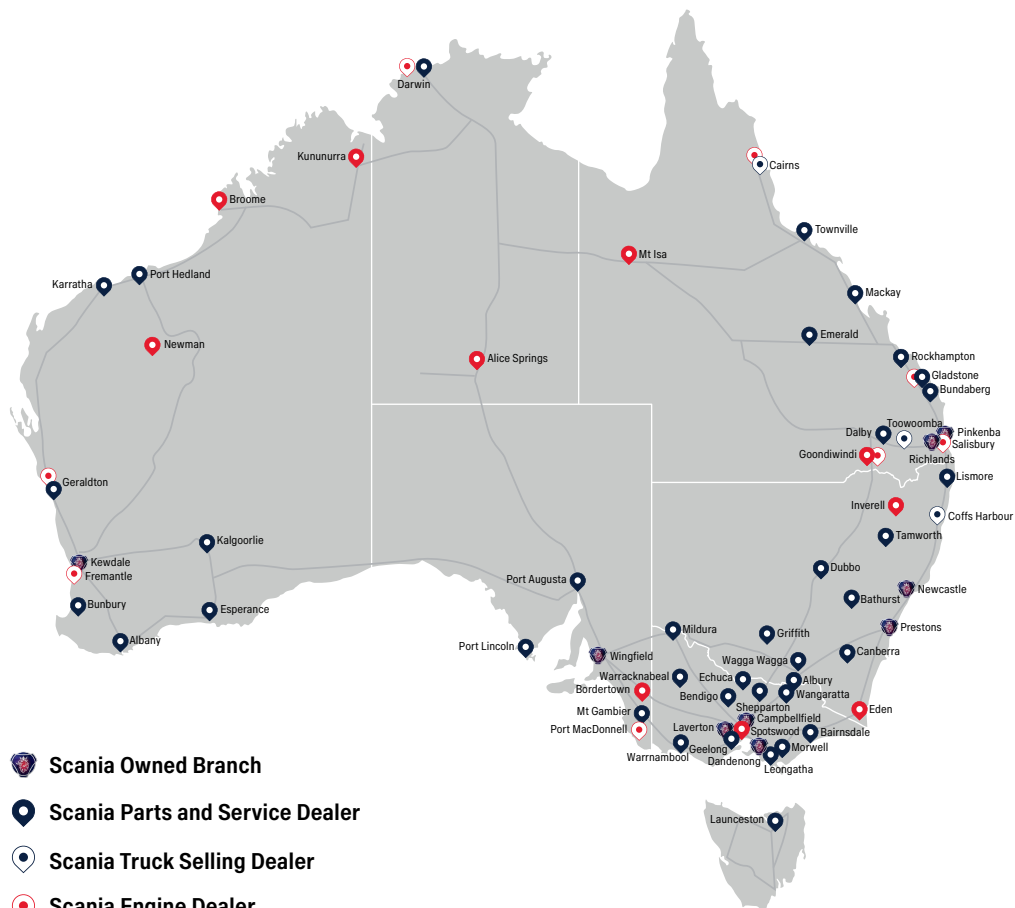 Darwin
Kununurra
Cairns
Broome
Townville
Mt Isa
Port Hedland
Karratha
Mackay
Emerald
Newman
Alice Springs
Rockhampton
Gladstone
Bundaberg
Toowoomba
Dalby
Pinkenba
Salisbury
Goondiwindi
Richlands
Lismore
Geraldton
Inverell
Coffs Harbour
Tamworth
Kalgoorlie
Kewdale
Fremantle
Port Augusta
Dubbo
Newcastle
Bathurst
Bunbury
Esperance
Prestons
Mildura
Griffith
Albany
Port Lincoln
Wingfield
Canberra
Wagga Wagga
Warracknabeal
Echuca
Albury
Bordertown
Bendigo
Wangaratta
Shepparton
Eden
Mt Gambier
Campbellfield
Port MacDonnell
Laverton
Spotswood
Bairnsdale
Warrnambool
Geelong
Morwell
Dandenong
Leongatha
Scania Owned Branch
Scania Parts and Service Dealer
Launceston
Scania Truck Selling Dealer
Scania Engine Dealer